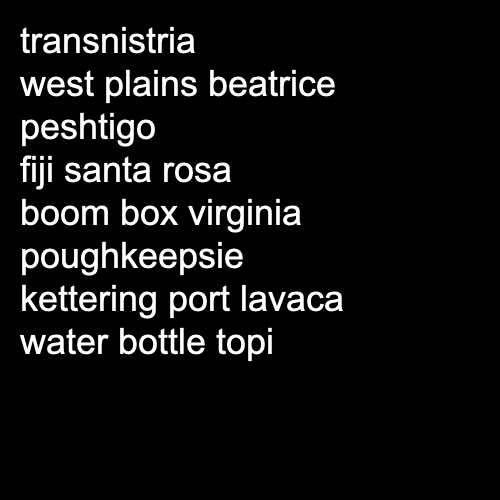 transnistria
west plains beatrice
peshtigo
fiji santa rosa
boom box virginia
poughkeepsie
kettering port lavaca
water bottle topi